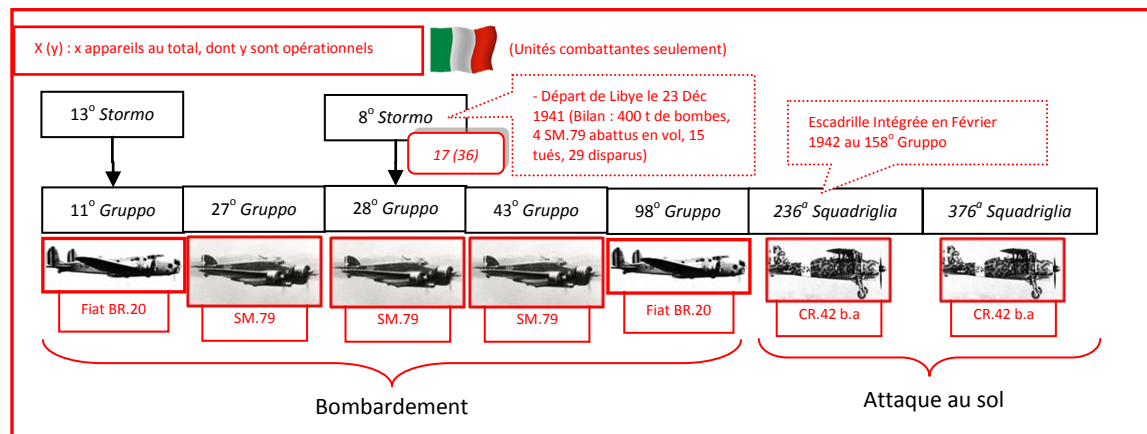 X (y) : x appareils au total, dont y sont opérationnels
(Unités combattantes seulement)
13° Stormo
8° Stormo
17 (36)
- Départ de Libye le 23 Déc
1941 (Bilan : 400 t de bombes,
4 SM.79 abattus en vol, 15
tués, 29 disparus)
Escadrille Intégrée en Février
1942 au 158° Gruppo
11° Gruppo
27° Gruppo
28° Gruppo
43° Gruppo
98° Gruppo
236ª Squadriglia
376ª Squadriglia
Fiat BR.20
SM.79
SM.79
SM.79
Fiat BR.20
CR.42 b.a
CR.42 b.a
Bombardement
Attaque au sol